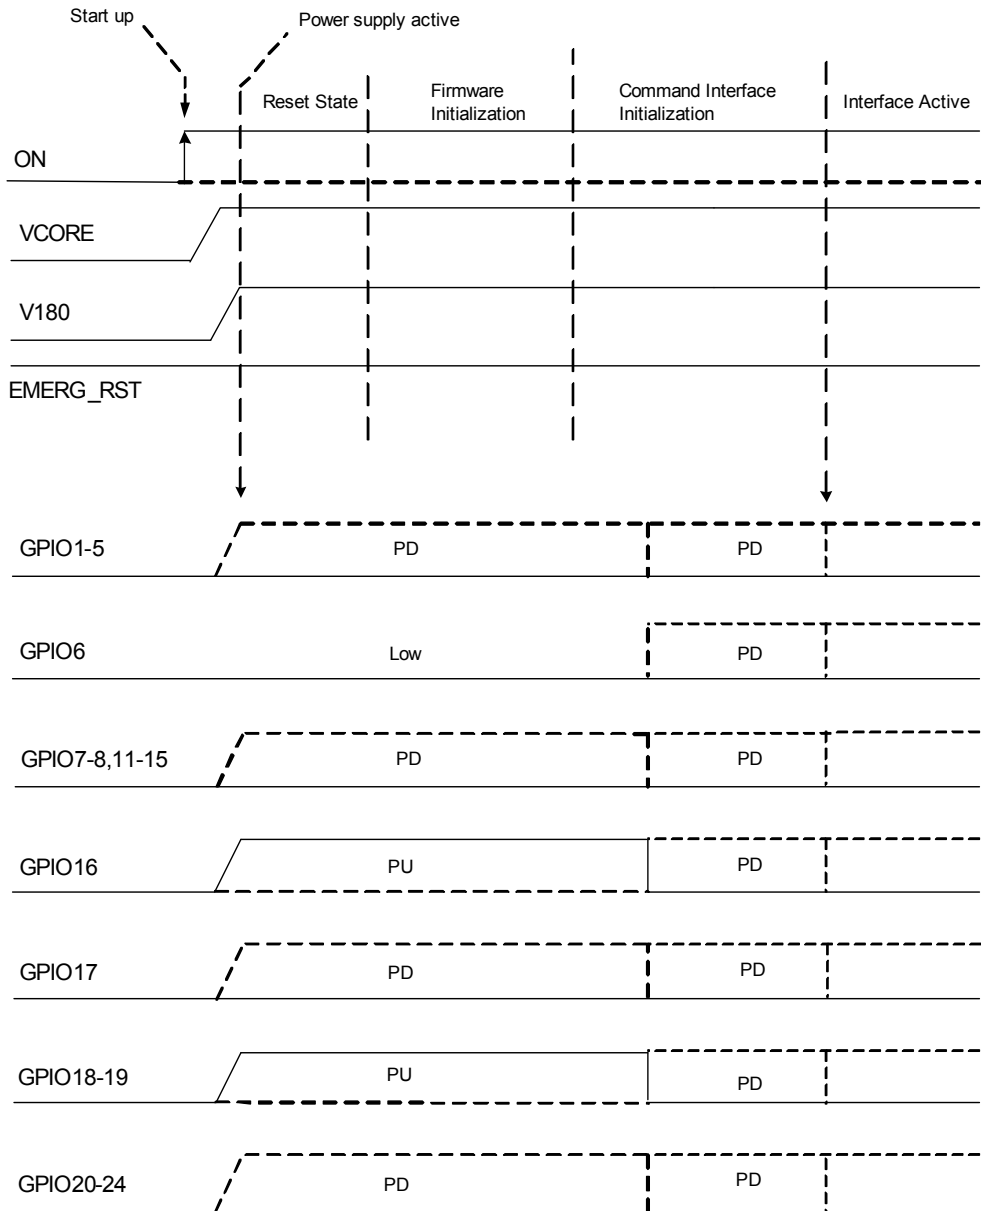 Start up
Power supply active
Reset State
Firmware
Initialization
Command Interface
Initialization
Interface Active
ON
VCORE
V180
EMERG_RST
GPIO1-5
PD
PD
GPIO6
Low
PD
GPIO7-8,11-15
PD
PD
GPIO16
PU
PD
GPIO17
PD
PD
GPIO18-19
PU
PD
GPIO20-24
PD
PD